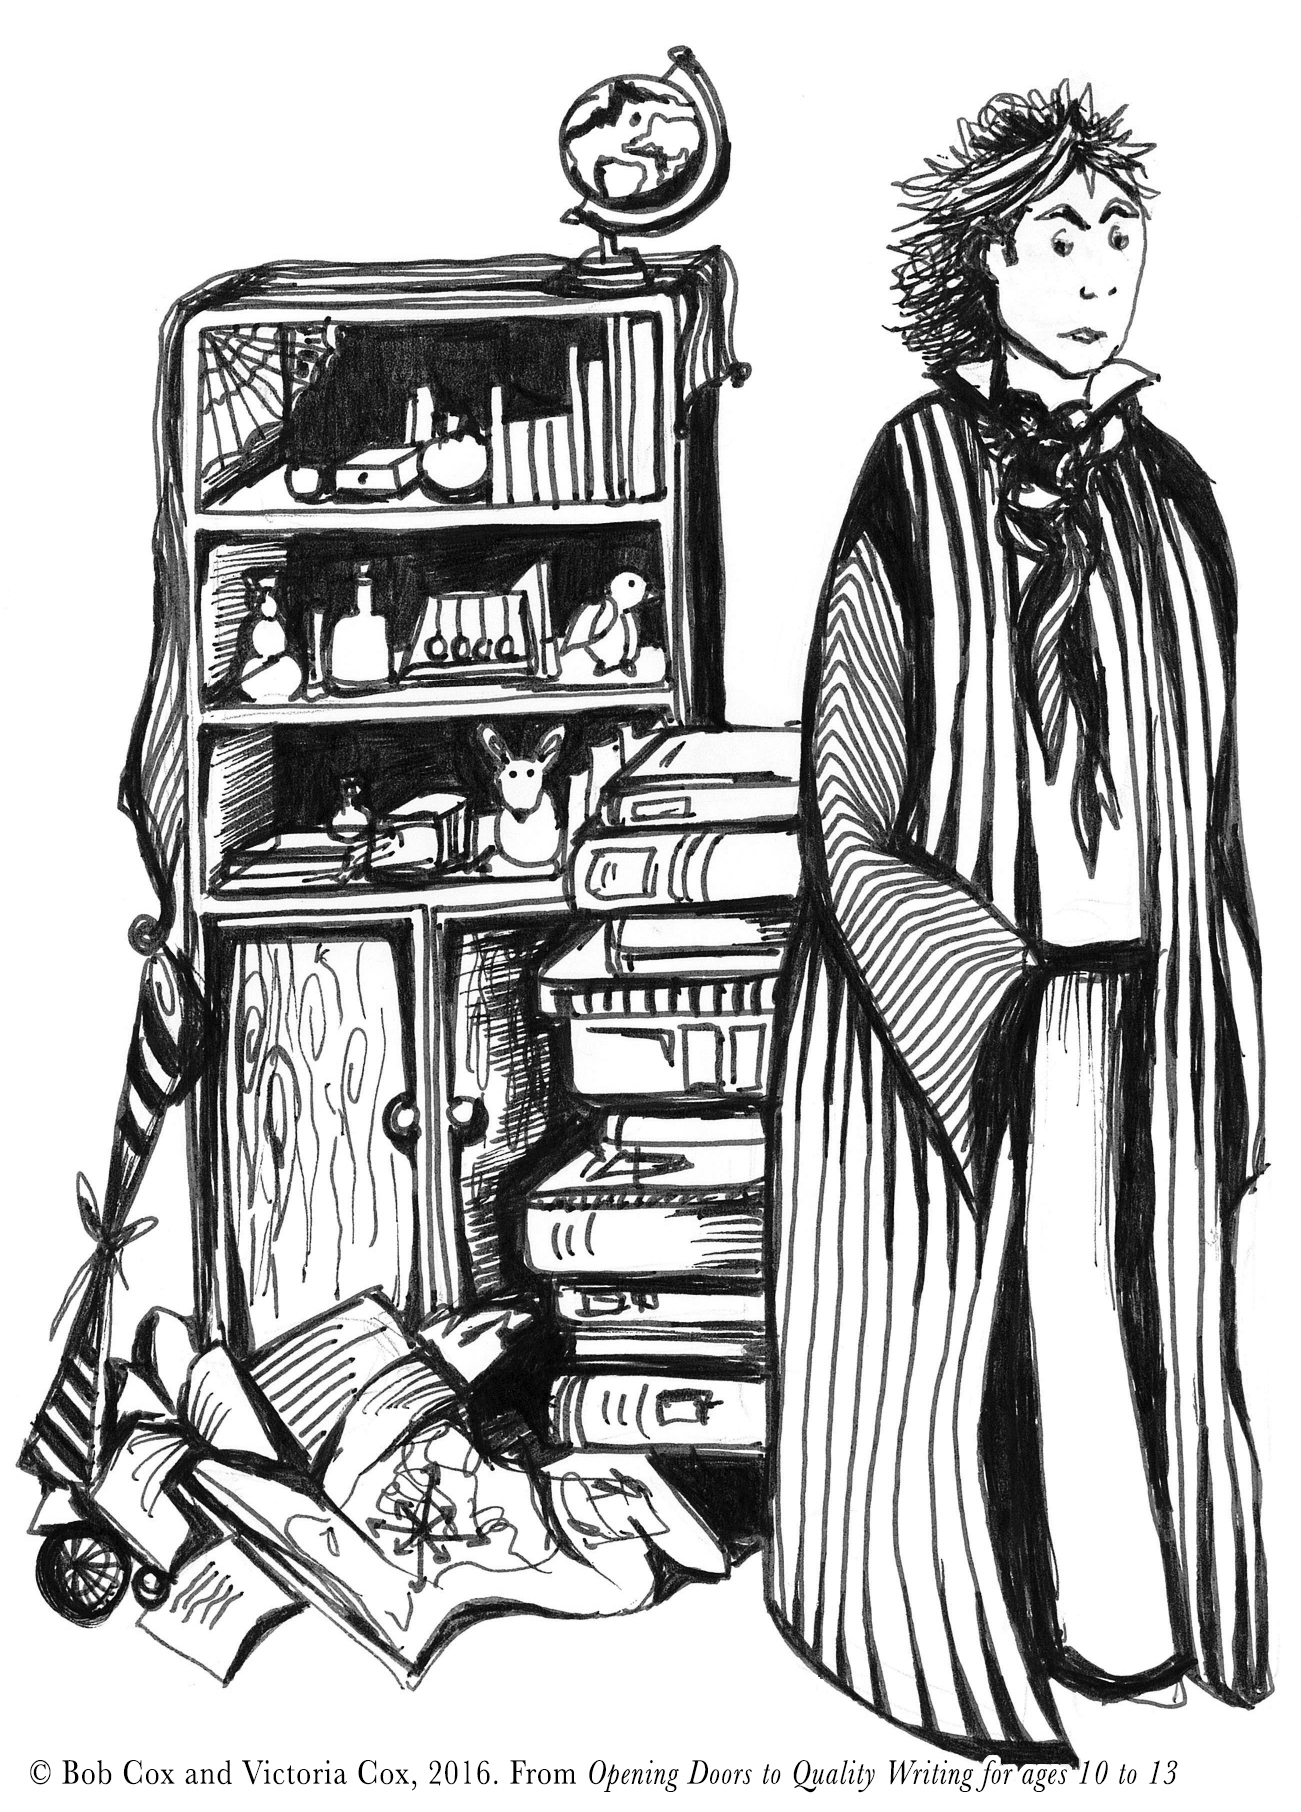 © Bob Cox and Victoria Cox, 2016. From Opening Doors to Quality Writing for ages 10 to 13